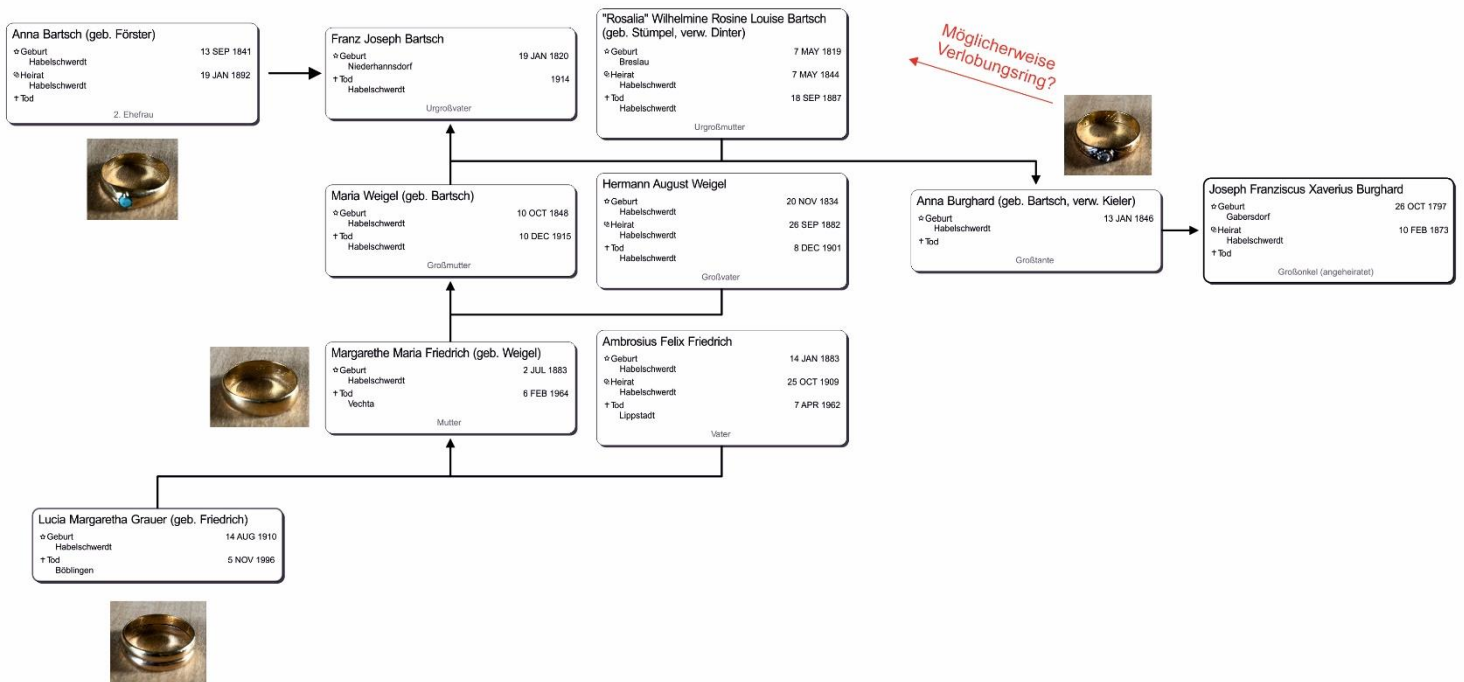 Anna Bartsch (geb. Förster)
☆ Geburt 13 SEP 1841
Habelschwerdt
⚭ Heirat 19 JAN 1892
Habelschwerdt
† Tod
2. Ehefrau
Franz Joseph Bartsch
☆ Geburt 19 JAN 1820
Niederhannsdorf
† Tod 1914
Habelschwerdt
Urgroßvater
"Rosalia" Wilhelmine Rosine Louise Bartsch
(geb. Stümpel, verw. Dinter)
☆ Geburt 7 MAY 1819
Breslau
⚭ Heirat 7 MAY 1844
Habelschwerdt
† Tod 18 SEP 1887
Habelschwerdt
Urgroßmutter
Möglicherweise
Verlobungsring?
Maria Weigel (geb. Bartsch)
☆ Geburt 10 OCT 1848
Habelschwerdt
† Tod 10 DEC 1915
Habelschwerdt
Großmutter
Hermann August Weigel
☆ Geburt 20 NOV 1834
Habelschwerdt
⚭ Heirat 26 SEP 1882
Habelschwerdt
† Tod 8 DEC 1901
Habelschwerdt
Großvater
Anna Burghard (geb. Bartsch, verw. Kieler)
☆ Geburt 13 JAN 1846
Habelschwerdt
† Tod
Großtante
Joseph Franziscus Xaverius Burghard
☆ Geburt 26 OCT 1797
Gabersdorf
⚭ Heirat 10 FEB 1873
Habelschwerdt
† Tod
Großonkel (angeheiratet)
Margarethe Maria Friedrich (geb. Weigel)
☆ Geburt 2 JUL 1883
Habelschwerdt
† Tod 6 FEB 1964
Vechta
Mutter
Ambrosius Felix Friedrich
☆ Geburt 14 JAN 1883
Habelschwerdt
⚭ Heirat 25 OCT 1909
Habelschwerdt
† Tod 7 APR 1962
Lippstadt
Vater
Lucia Margaretha Grauer (geb. Friedrich)
☆ Geburt 14 AUG 1910
Habelschwerdt
† Tod 5 NOV 1996
Böblingen